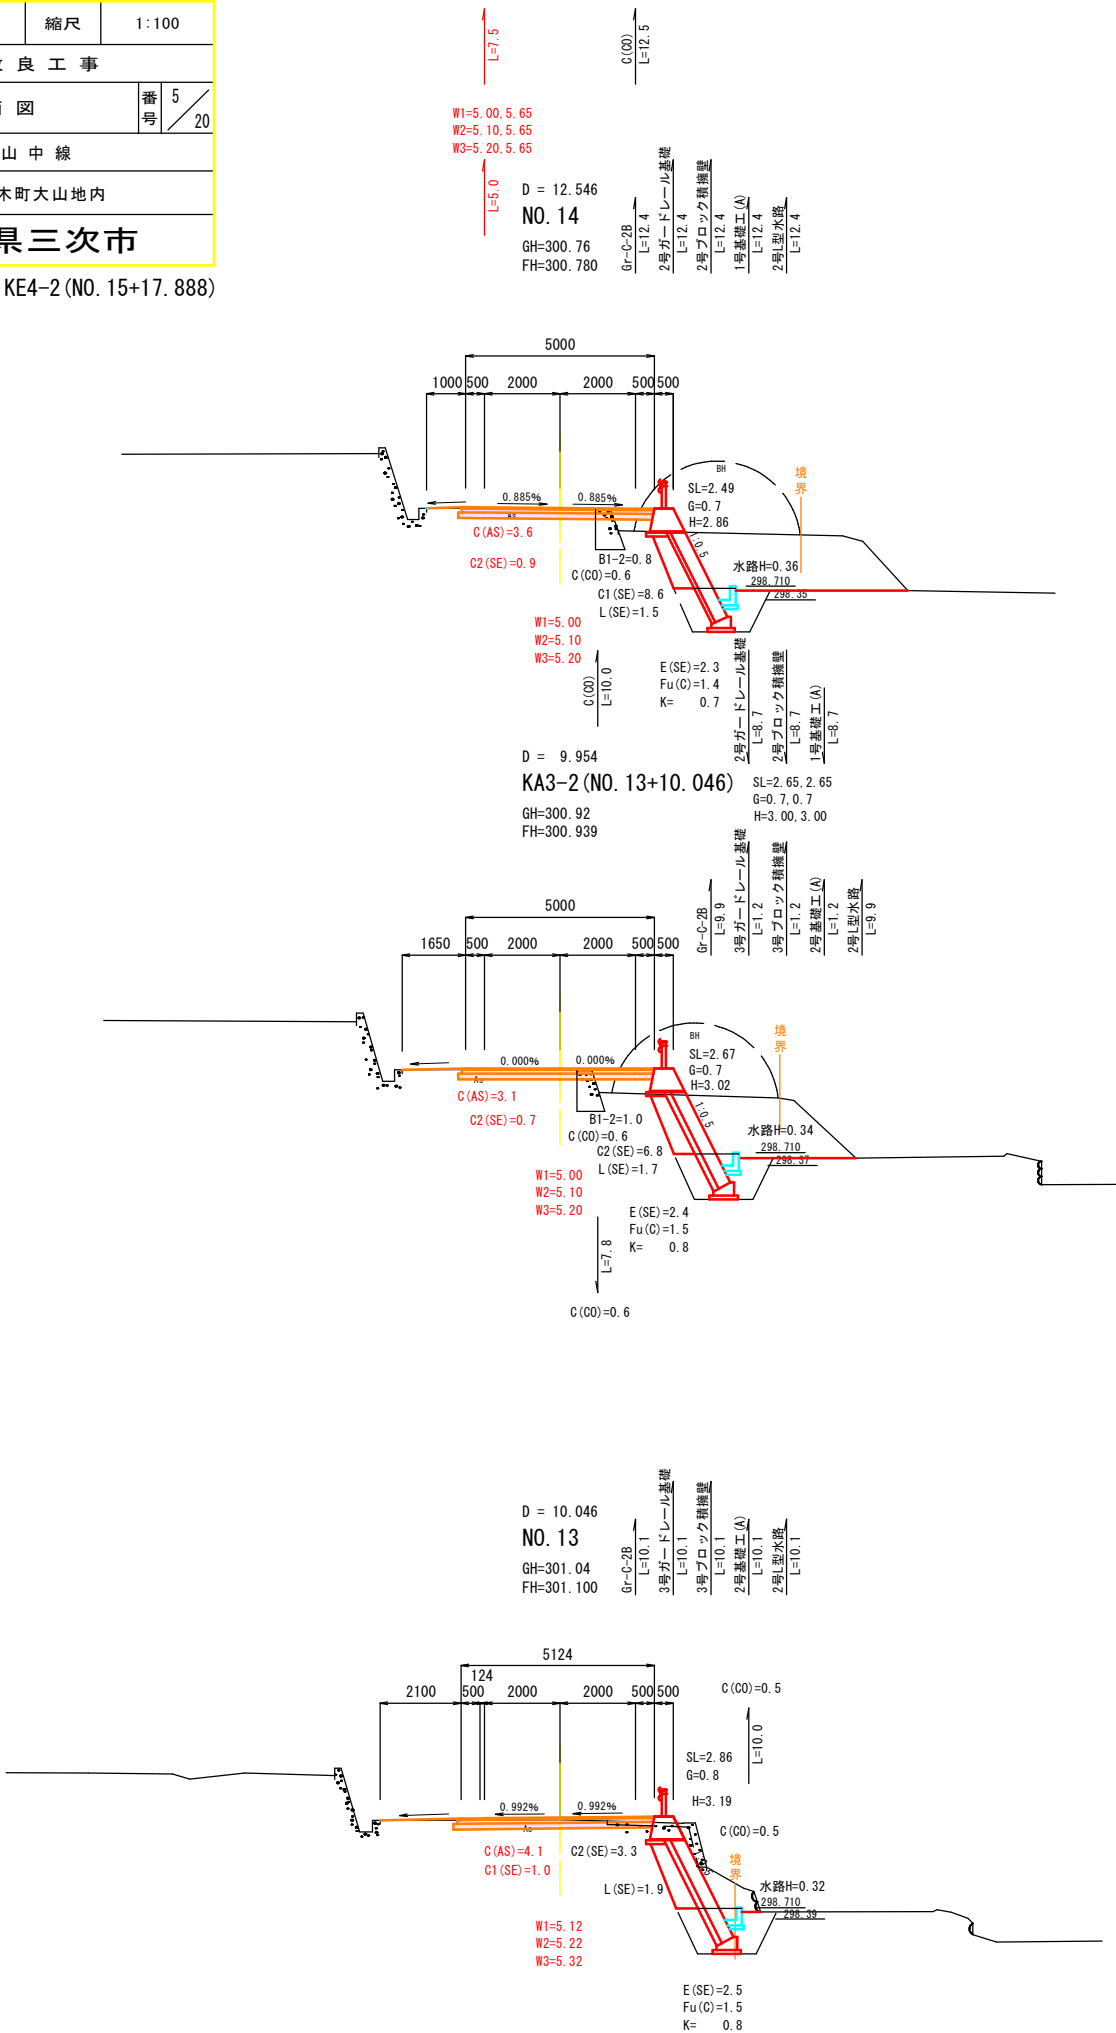 縮尺 1:100
良工事
図
番号 5/20
山中線
木町大山地内
県三次市
KE4-2(NO.15+17.888)
L=7.5
C(CO)
L=12.5
W1=5.00,5.65
W2=5.10,5.65
W3=5.20,5.65
L=5.0
D = 12.546
NO.14
GH=300.76
FH=300.780
Gr-C-2B
L=12.4
2号ガードレール基礎
L=12.4
2号ブロック積擁壁
L=12.4
1号基礎工(A)
L=12.4
2号L型水路
L=12.4
5000
1000 500 2000 2000 500 500
BH
境界
SL=2.49
G=0.7
H=2.86
0.885% 0.885%
AS
C(AS)=3.6
1:0.5
C2(SE)=0.9
B1-2=0.8
C(CO)=0.6
水路H=0.36
298.710
298.35
C1(SE)=8.6
L(SE)=1.5
W1=5.00
W2=5.10
W3=5.20
C(CO)
L=10.0
E(SE)=2.3
Fu(C)=1.4
K= 0.7
2号ガードレール基礎
L=8.7
2号ブロック積擁壁
L=8.7
1号基礎工(A)
L=8.7
D = 9.954
KA3-2(NO.13+10.046)
GH=300.92
FH=300.939
SL=2.65,2.65
G=0.7,0.7
H=3.00,3.00
Gr-C-2B
L=9.9
3号ガードレール基礎
L=1.2
3号ブロック積擁壁
L=1.2
2号基礎工(A)
L=1.2
2号L型水路
L=9.9
5000
1650 500 2000 2000 500 500
BH
境界
SL=2.67
G=0.7
H=3.02
0.000% 0.000%
AS
C(AS)=3.1
1:0.5
C2(SE)=0.7
B1-2=1.0
C(CO)=0.6
水路H=0.34
298.710
298.37
C2(SE)=6.8
L(SE)=1.7
W1=5.00
W2=5.10
W3=5.20
E(SE)=2.4
Fu(C)=1.5
K= 0.8
L=7.8
C(CO)=0.6
D = 10.046
NO.13
GH=301.04
FH=301.100
Gr-C-2B
L=10.1
3号ガードレール基礎
L=10.1
3号ブロック積擁壁
L=10.1
2号基礎工(A)
L=10.1
2号L型水路
L=10.1
5124
124
2100 500 2000 2000 500 500
C(CO)=0.5
L=10.0
SL=2.86
G=0.8
H=3.19
0.992% 0.992%
AS
C(CO)=0.5
C(AS)=4.1
C2(SE)=3.3
C1(SE)=1.0
境界
L(SE)=1.9
水路H=0.32
298.710
298.39
W1=5.12
W2=5.22
W3=5.32
E(SE)=2.5
Fu(C)=1.5
K= 0.8